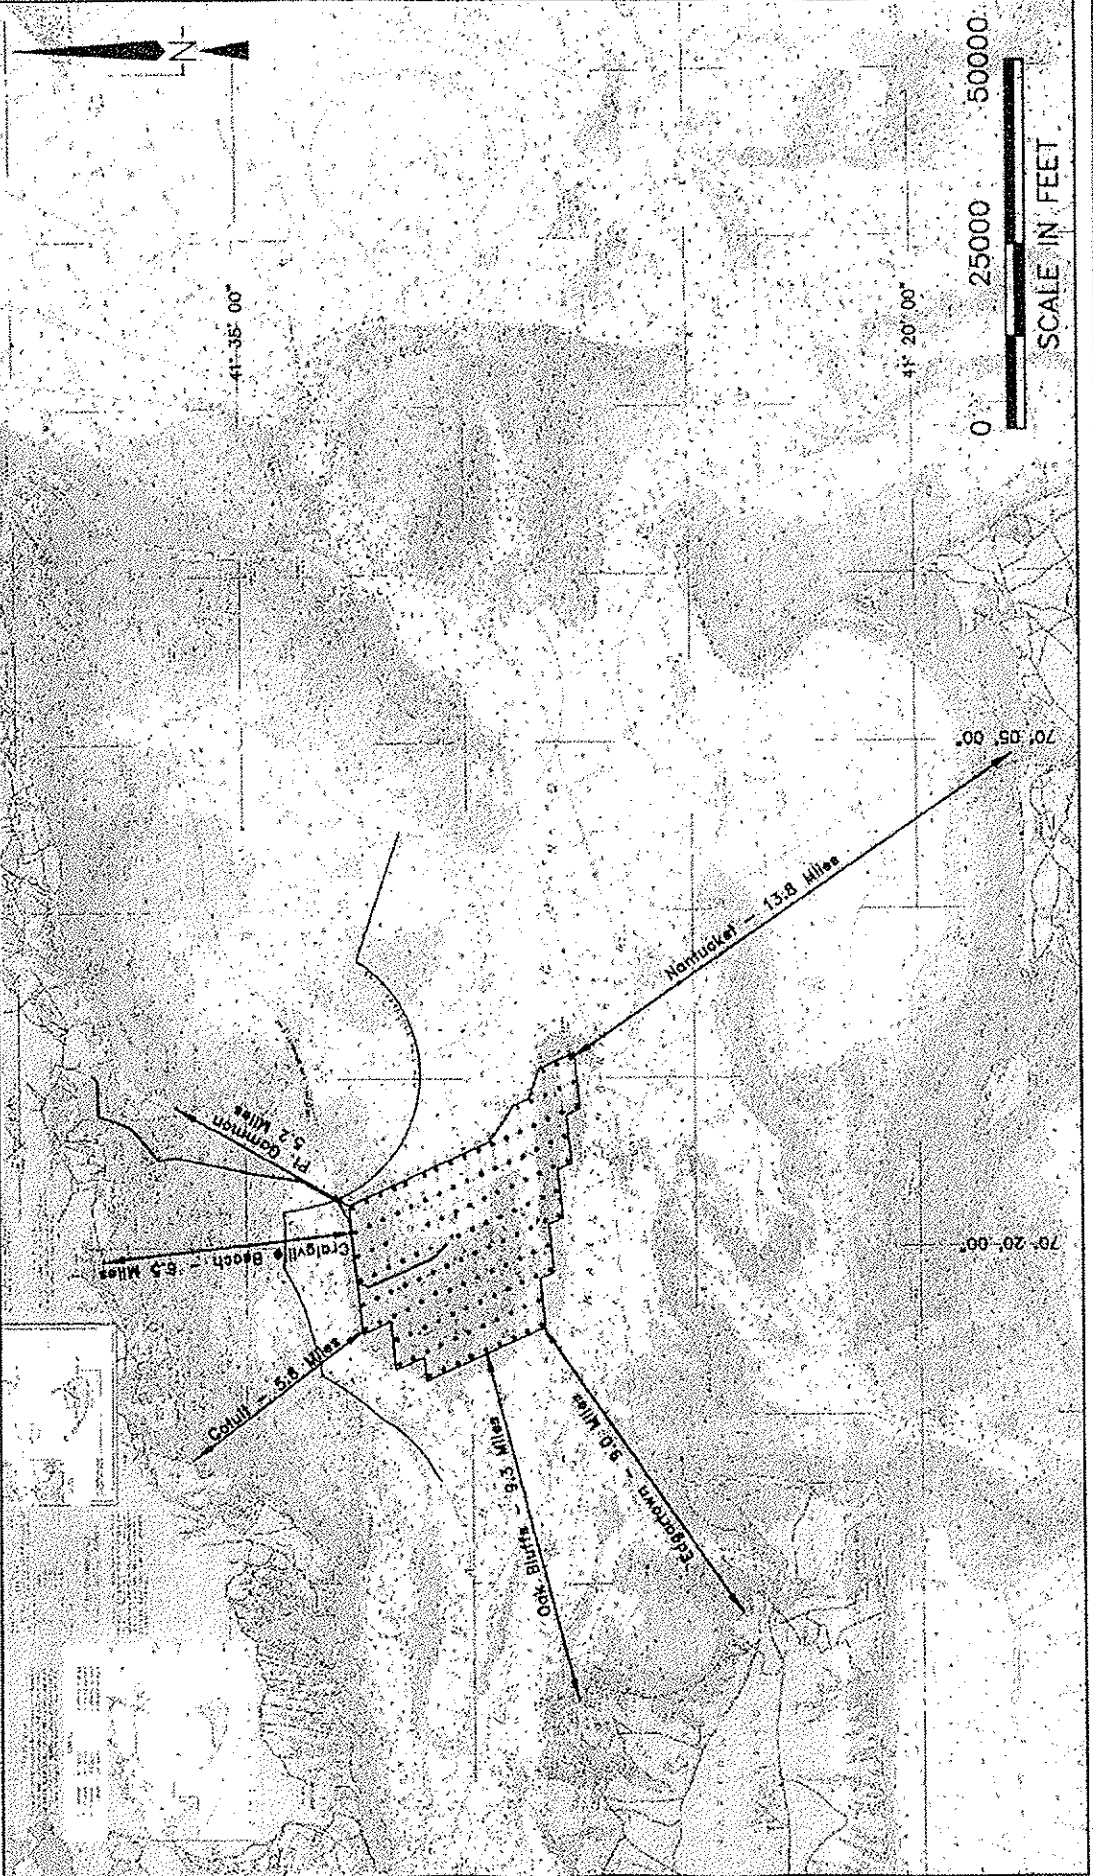 N
41° 35' 00"
Pt. Gammon
5.2 Miles
Craigville Beach - 6.5 Miles
Cotuit - 5.6 Miles
Oak Bluffs - 9.3 Miles
Edgartown - 9.0 Miles
Nantucket - 13.8 Miles
70° 20' 00"
70° 05' 00"
41° 20' 00"
0 25000 50000
SCALE IN FEET